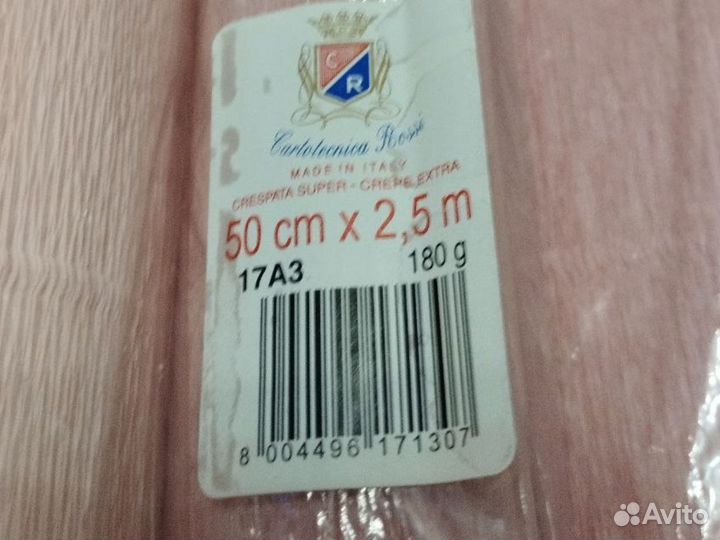 C
R
Cartotecnica Rossi
MADE IN ITALY
CRESPATA SUPER - CREPE EXTRA
50 cm x 2,5 m
17A3 180 g
8 004496 171307
Avito